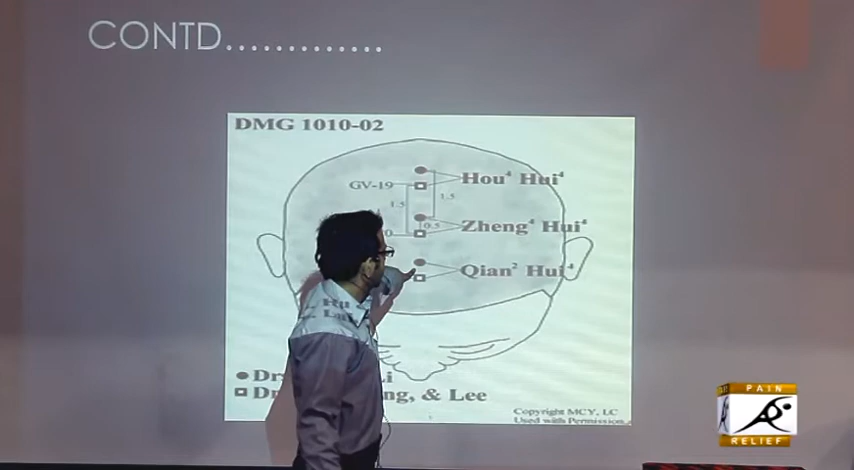 CONTD.............
DMG 1010-02
Hou⁴ Hui⁴
GV-19
1.5
1.5
0.5
Zheng⁴ Hui⁴
Qian² Hui⁴
& Lee
Copyright MCY, LC
Used with Permission.
PAIN
RELIEF